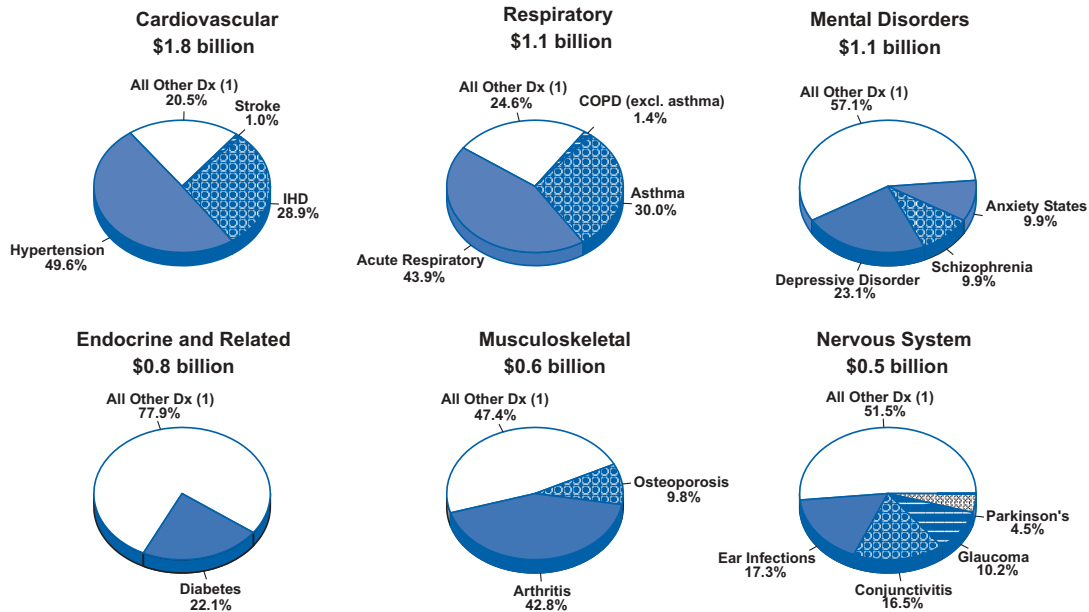 Cardiovascular
$1.8 billion
All Other Dx (1)
20.5%
Stroke
1.0%
IHD
28.9%
Hypertension
49.6%
Respiratory
$1.1 billion
All Other Dx (1)
24.6%
COPD (excl. asthma)
1.4%
Asthma
30.0%
Acute Respiratory
43.9%
Mental Disorders
$1.1 billion
All Other Dx (1)
57.1%
Anxiety States
9.9%
Schizophrenia
9.9%
Depressive Disorder
23.1%
Endocrine and Related
$0.8 billion
All Other Dx (1)
77.9%
Diabetes
22.1%
Musculoskeletal
$0.6 billion
All Other Dx (1)
47.4%
Osteoporosis
9.8%
Arthritis
42.8%
Nervous System
$0.5 billion
All Other Dx (1)
51.5%
Parkinson's
4.5%
Glaucoma
10.2%
Conjunctivitis
16.5%
Ear Infections
17.3%